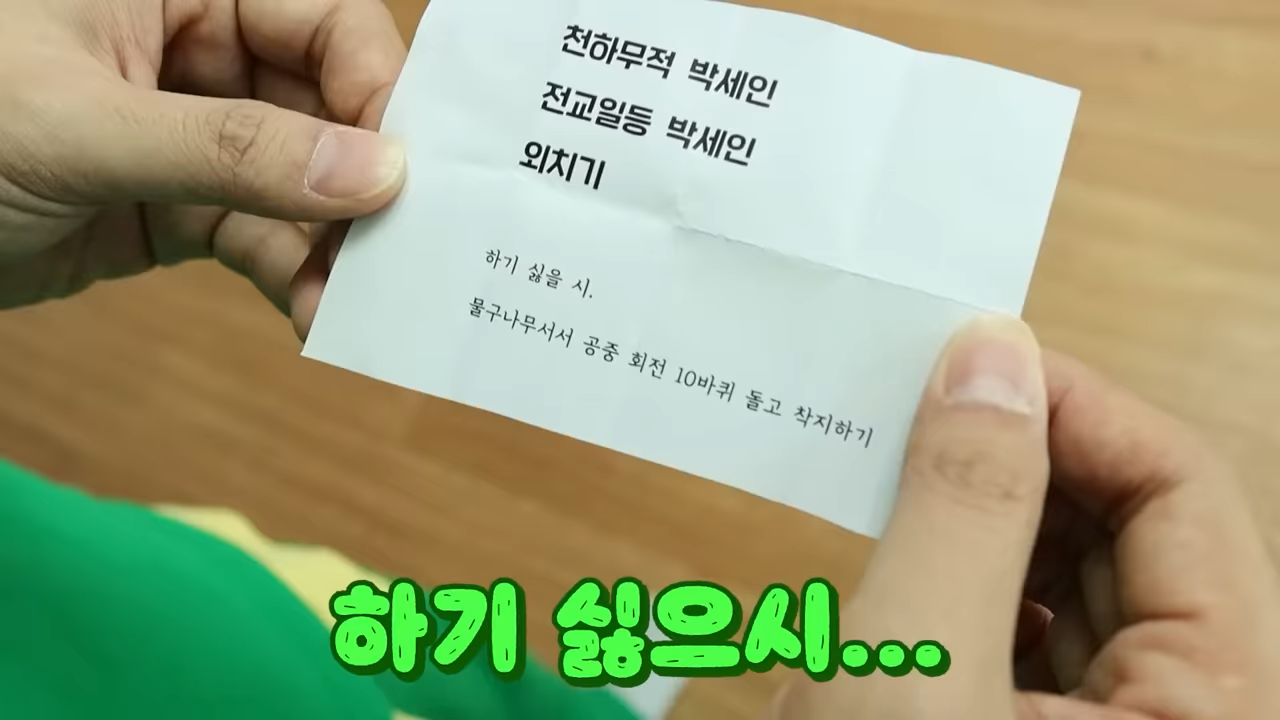 천하무적 박세인
전교일등 박세인
외치기
하기 싫을 시.
물구나무서서 공중 회전 10바퀴 돌고 착지하기
하기 싫으시...